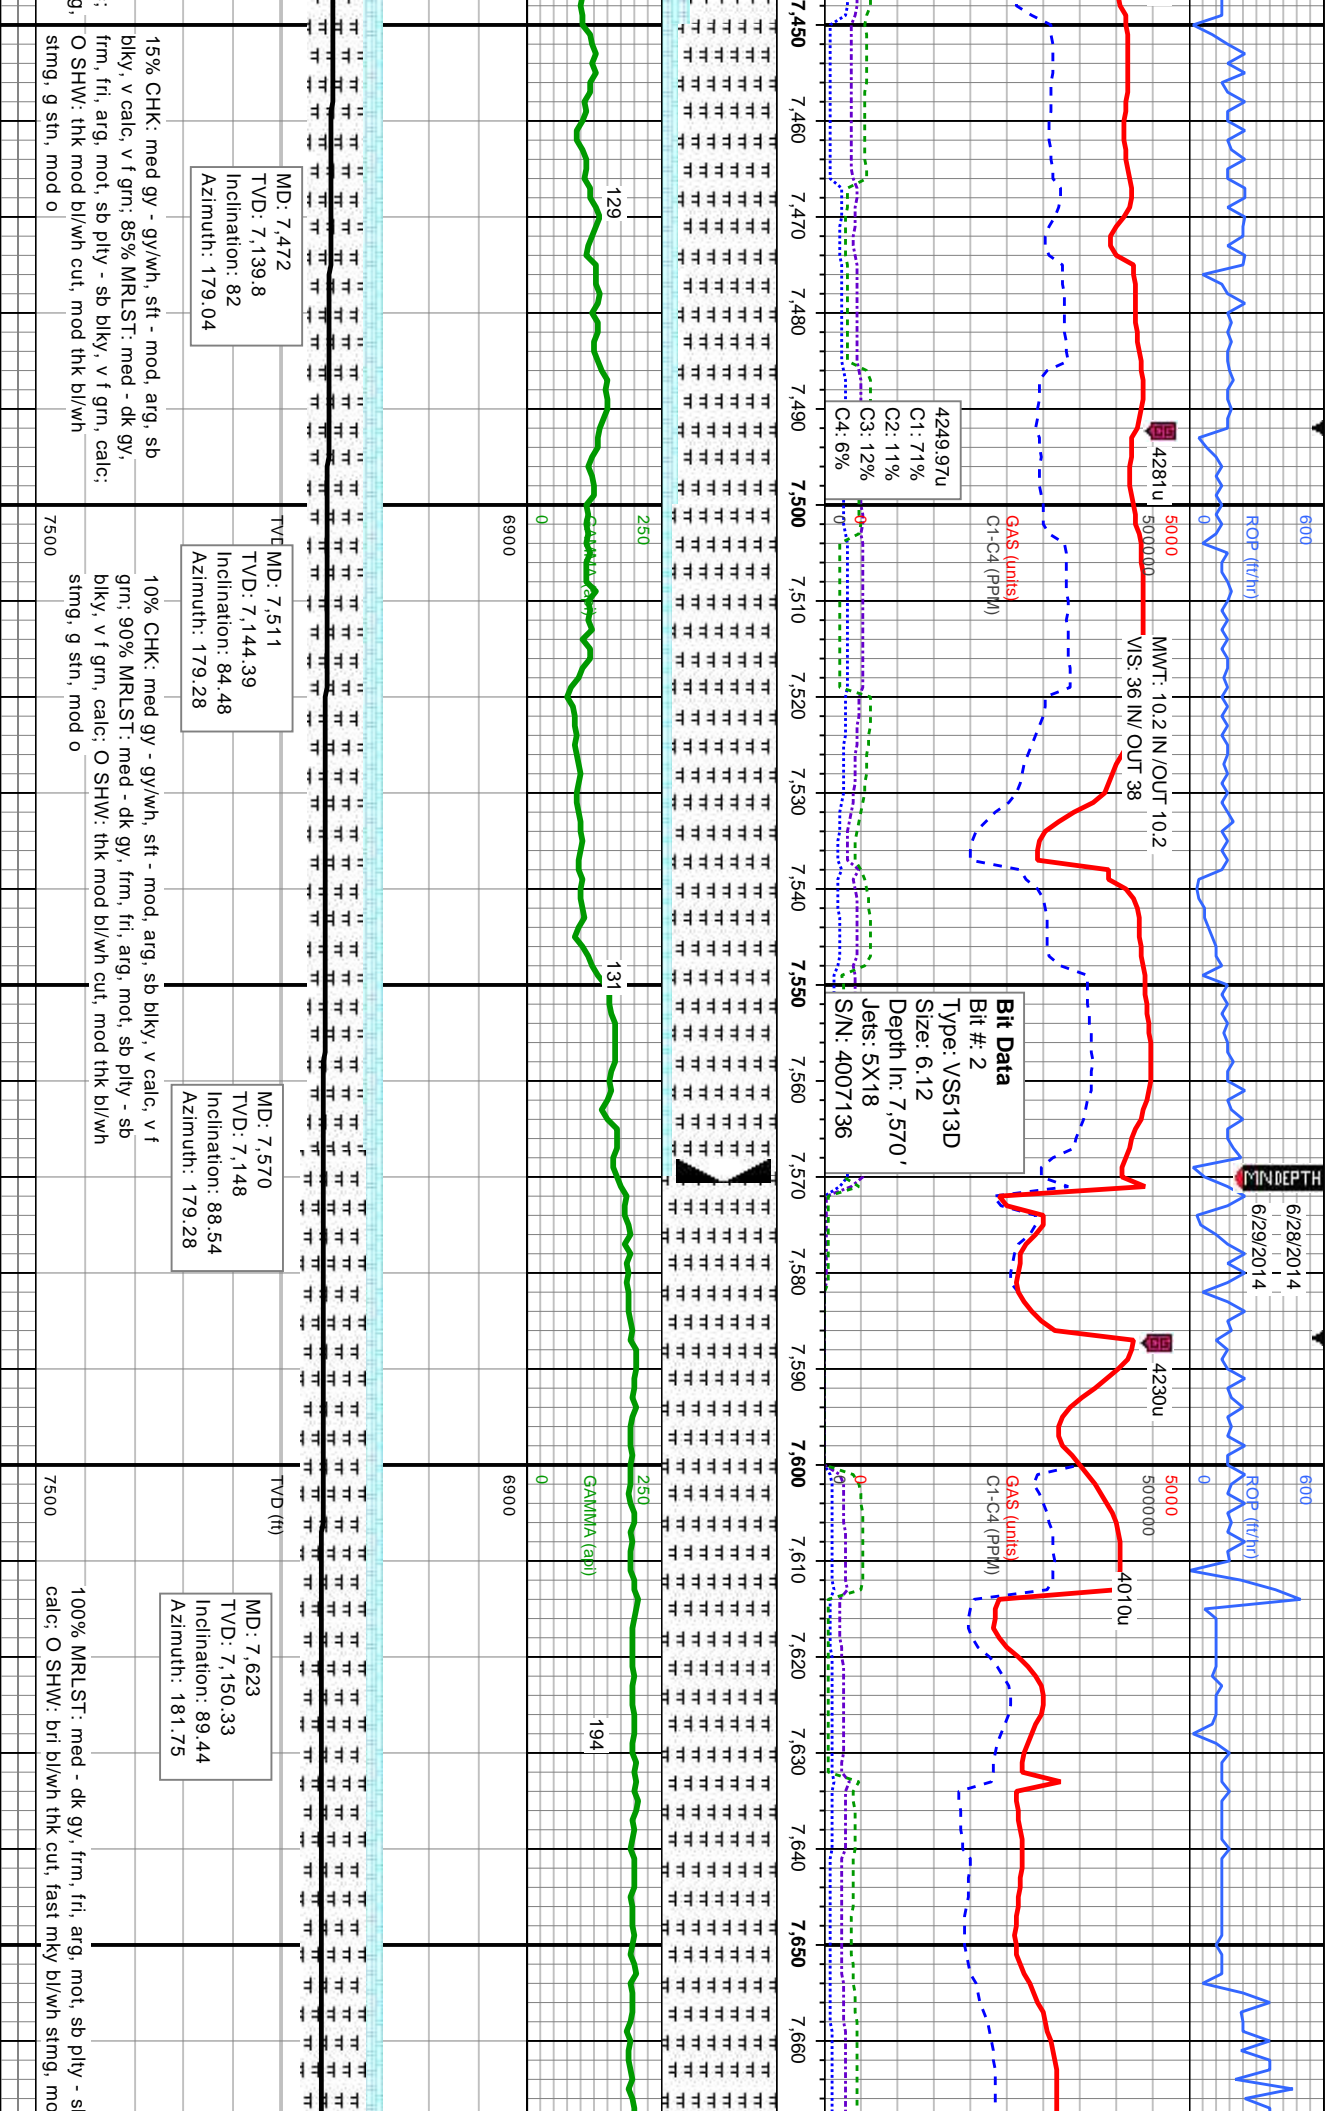 6/28/2014
6/29/2014
MN DEPTH
600
ROP (ft/hr)
0
600
ROP (ft/hr)
0
CG
4281u
CG
4230u
4010u
5000
500000
GAS (units)
C1-C4 (PPM)
0
0
5000
500000
GAS (units)
C1-C4 (PPM)
0
0
MWT: 10.2 IN /OUT 10.2
VIS: 36 IN/ OUT 38
4249.97u
C1: 71%
C2: 11%
C3: 12%
C4: 6%
Bit Data
Bit #: 2
Type: VS513D
Size: 6.12
Depth In: 7,570 '
Jets: 5X18
S/N: 4007136
7,450 7,460 7,470 7,480 7,490 7,500 7,510 7,520 7,530 7,540 7,550 7,560 7,570 7,580 7,590 7,600 7,610 7,620 7,630 7,640 7,650 7,660
250
GAMMA (api)
0
250
GAMMA (api)
0
129
131
194
6900
TVD
7500
6900
TVD (ft)
7500
MD: 7,472
TVD: 7,139.8
Inclination: 82
Azimuth: 179.04
MD: 7,511
TVD: 7,144.39
Inclination: 84.48
Azimuth: 179.28
MD: 7,570
TVD: 7,148
Inclination: 88.54
Azimuth: 179.28
MD: 7,623
TVD: 7,150.33
Inclination: 89.44
Azimuth: 181.75
15% CHK: med gy - gy/wh, sft - mod, arg, sb
blky, v calc, v f grn; 85% MRLST: med - dk gy,
frm, fri, arg, mot, sb plty - sb blky, v f grn, calc;
O SHW: thk mod bl/wh cut, mod thk bl/wh
stmg, g stn, mod o
10% CHK: med gy - gy/wh, sft - mod, arg, sb blky, v calc, v f
grn; 90% MRLST: med - dk gy, frm, fri, arg, mot, sb plty - sb
blky, v f grn, calc; O SHW: thk mod bl/wh cut, mod thk bl/wh
stmg, g stn, mod o
100% MRLST: med - dk gy, frm, fri, arg, mot, sb plty - sl
calc; O SHW: bri bl/wh thk cut, fast mky bl/wh stmg, mo